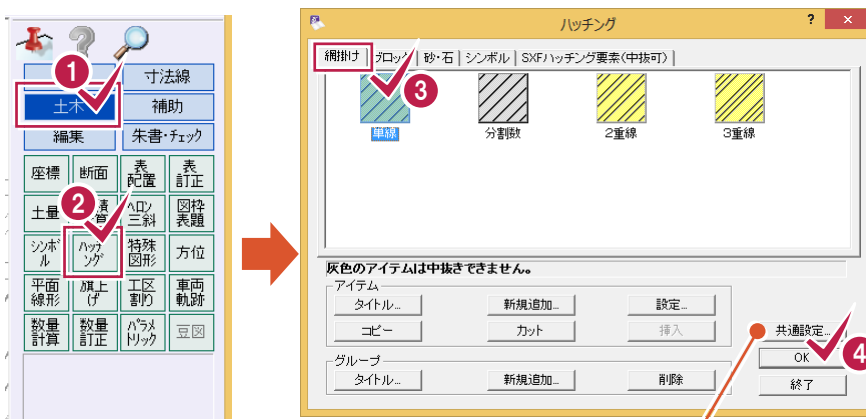 1
寸法線
土木
補助
編集
朱書・チェック
座標
断面
表配置
表訂正
土量
2
ヘロン三斜
図枠表題
シンボル
ハッチング
特殊図形
方位
平面線形
旗上げ
工区割り
車両軌跡
数量計算
数量訂正
パラメトリック
豆図
ハッチング
?
×
網掛け
ブロック
砂・石
シンボル
SXFハッチング要素(中抜可)
3
単線
分割数
2重線
3重線
灰色のアイテムは中抜きできません。
アイテム
タイトル...
新規追加...
設定...
コピー
カット
挿入
共通設定...
グループ
OK
4
タイトル...
新規追加...
削除
終了